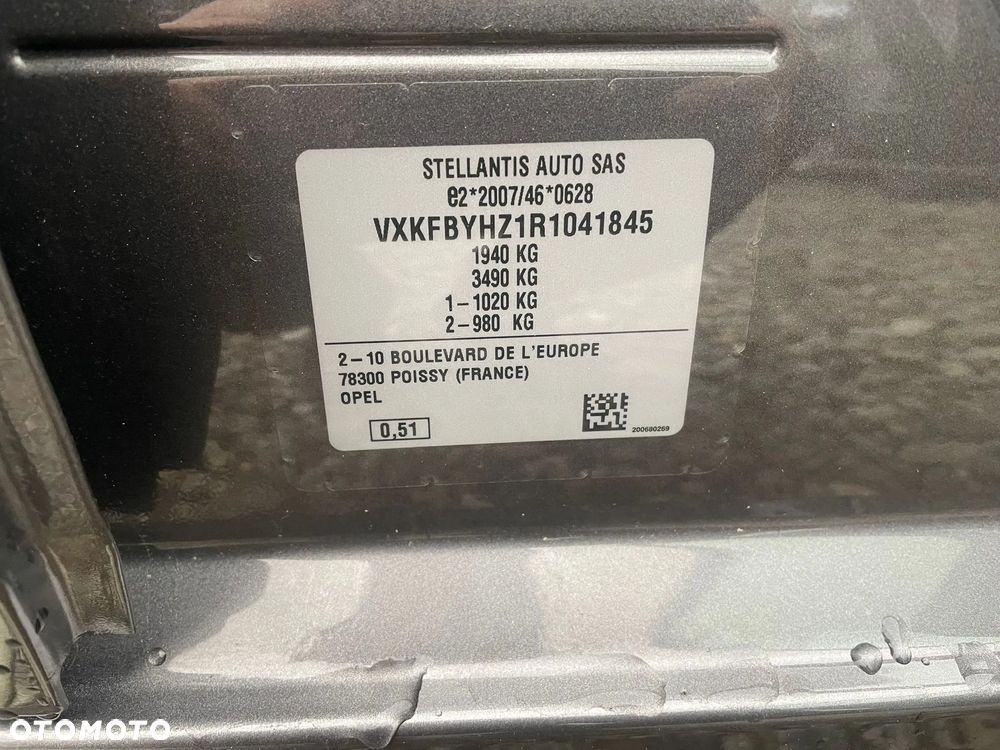 STELLANTIS AUTO SAS
e2*2007/46*0628
VXKFBYHZ1R1041845
1940 KG
3490 KG
1-1020 KG
2-980 KG
2-10 BOULEVARD DE L'EUROPE
78300 POISSY (FRANCE)
OPEL
0,51
200680269
OTOMOTO